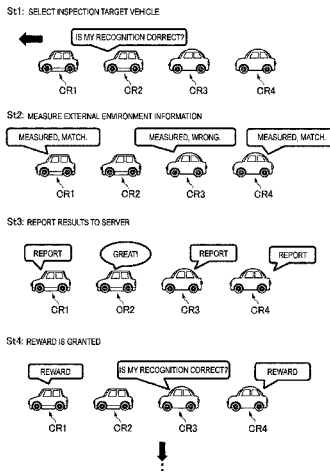 St1: SELECT INSPECTION TARGET VEHICLE
IS MY RECOGNITION CORRECT?
CR1 CR2 CR3 CR4
St2: MEASURE EXTERNAL ENVIRONMENT INFORMATION
MEASURED, MATCH. MEASURED, WRONG. MEASURED, MATCH.
CR1 CR2 CR3 CR4
St3: REPORT RESULTS TO SERVER
REPORT GREAT! REPORT REPORT
CR1 CR2 CR3 CR4
St4: REWARD IS GRANTED
REWARD IS MY RECOGNITION CORRECT? REWARD
CR1 CR2 CR3 CR4